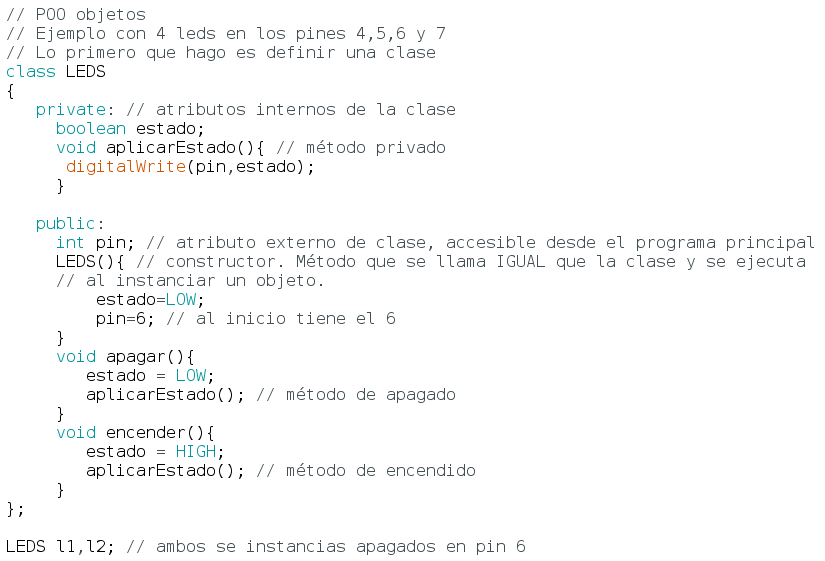 // POO objetos
// Ejemplo con 4 leds en los pines 4,5,6 y 7
// Lo primero que hago es definir una clase
class LEDS
{
   private: // atributos internos de la clase
     boolean estado;
     void aplicarEstado(){ // método privado
      digitalWrite(pin,estado);
     }

   public:
     int pin; // atributo externo de clase, accesible desde el programa principal
     LEDS(){ // constructor. Método que se llama IGUAL que la clase y se ejecuta
     // al instanciar un objeto.
         estado=LOW;
         pin=6; // al inicio tiene el 6
     }
     void apagar(){
        estado = LOW;
        aplicarEstado(); // método de apagado
     }
     void encender(){
        estado = HIGH;
        aplicarEstado(); // método de encendido
     }
};

LEDS l1,l2; // ambos se instancias apagados en pin 6